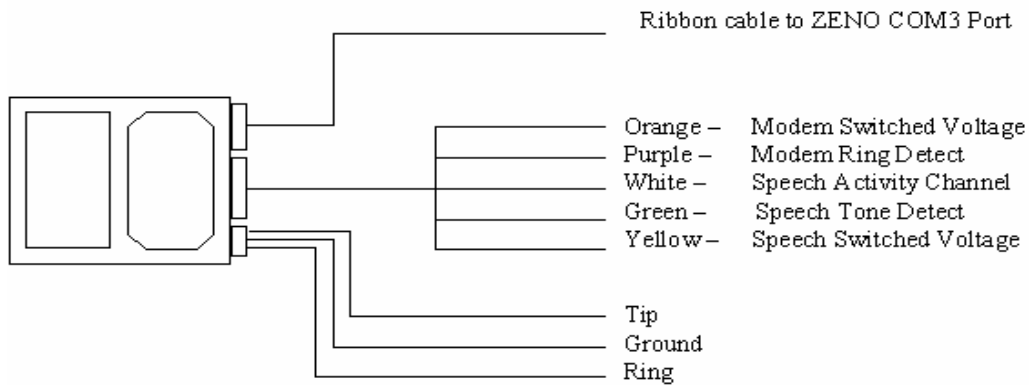 Ribbon cable to ZENO COM3 Port
Orange – Modem Switched Voltage
Purple – Modem Ring Detect
White – Speech Activity Channel
Green – Speech Tone Detect
Yellow – Speech Switched Voltage
Tip
Ground
Ring